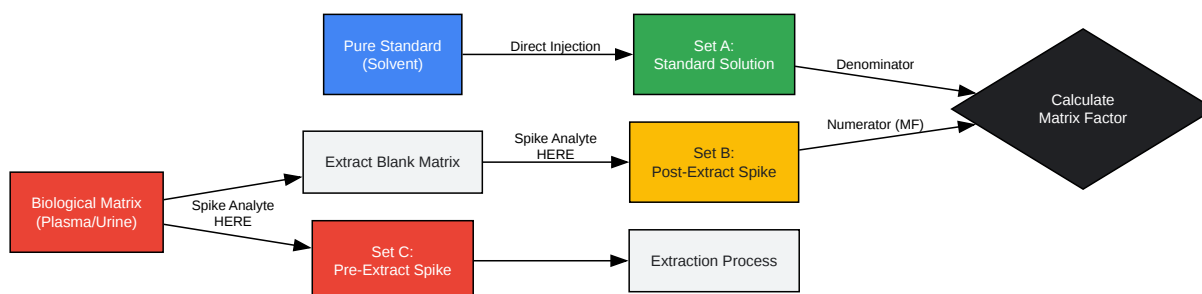 Pure Standard
(Solvent)
Direct Injection
Set A:
Standard Solution
Denominator
Calculate
Matrix Factor
Extract Blank Matrix
Spike Analyte
HERE
Set B:
Post-Extract Spike
Numerator (MF)
Biological Matrix
(Plasma/Urine)
Spike Analyte
HERE
Set C:
Pre-Extract Spike
Extraction Process